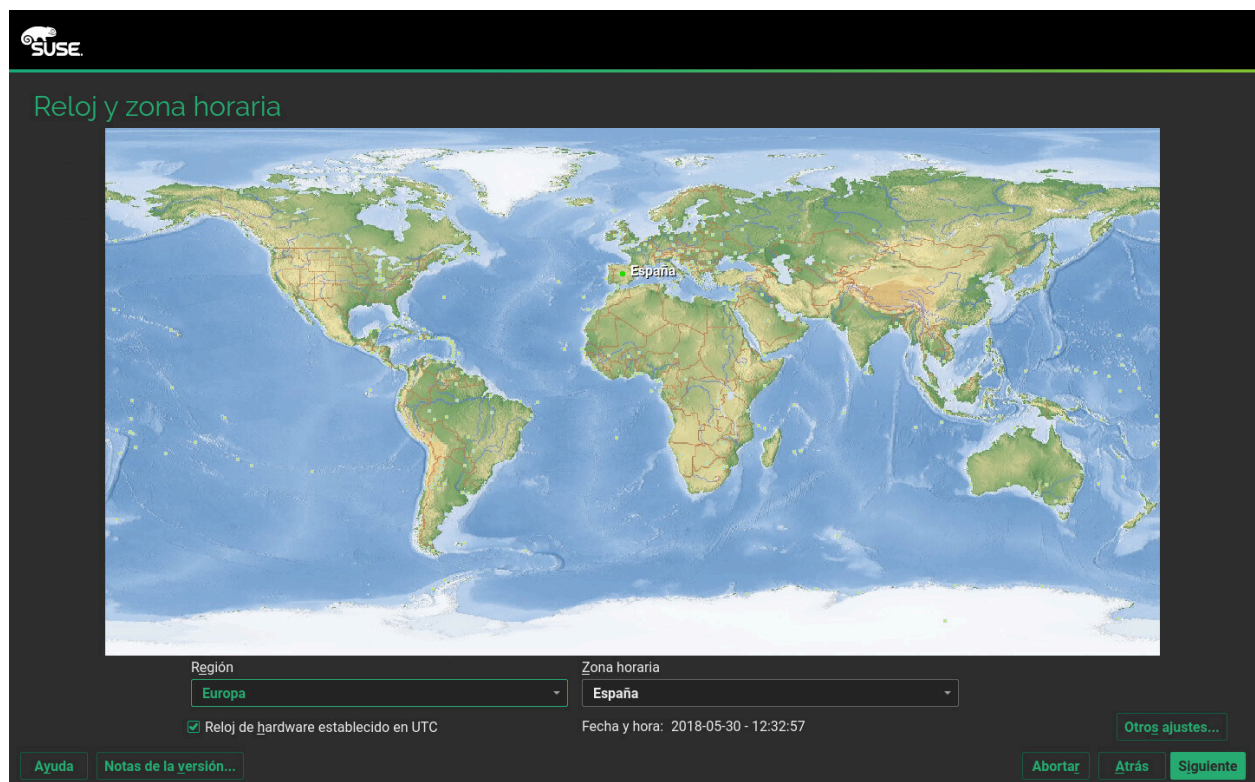 SUSE.
Reloj y zona horaria
España
Región
Zona horaria
Europa
España
Reloj de hardware establecido en UTC
Fecha y hora: 2018-05-30 - 12:32:57
Otros ajustes...
Ayuda
Notas de la versión...
Abortar
Atrás
Siguiente